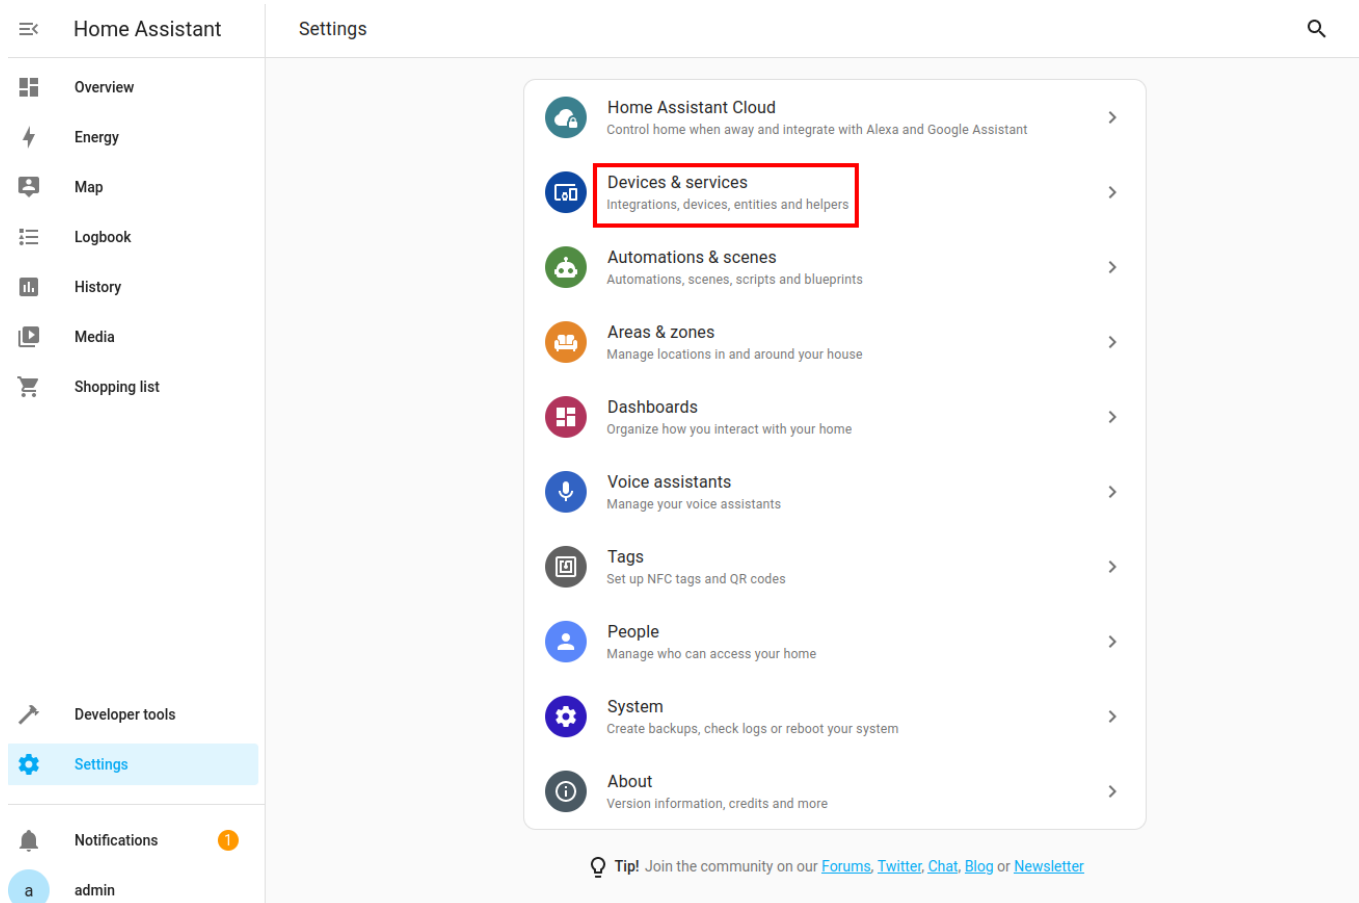 Home Assistant
Settings
Overview
Energy
Map
Logbook
History
Media
Shopping list
Developer tools
Settings
Notifications 1
a admin
Home Assistant Cloud
Control home when away and integrate with Alexa and Google Assistant
Devices & services
Integrations, devices, entities and helpers
Automations & scenes
Automations, scenes, scripts and blueprints
Areas & zones
Manage locations in and around your house
Dashboards
Organize how you interact with your home
Voice assistants
Manage your voice assistants
Tags
Set up NFC tags and QR codes
People
Manage who can access your home
System
Create backups, check logs or reboot your system
About
Version information, credits and more
Tip! Join the community on our Forums, Twitter, Chat, Blog or Newsletter